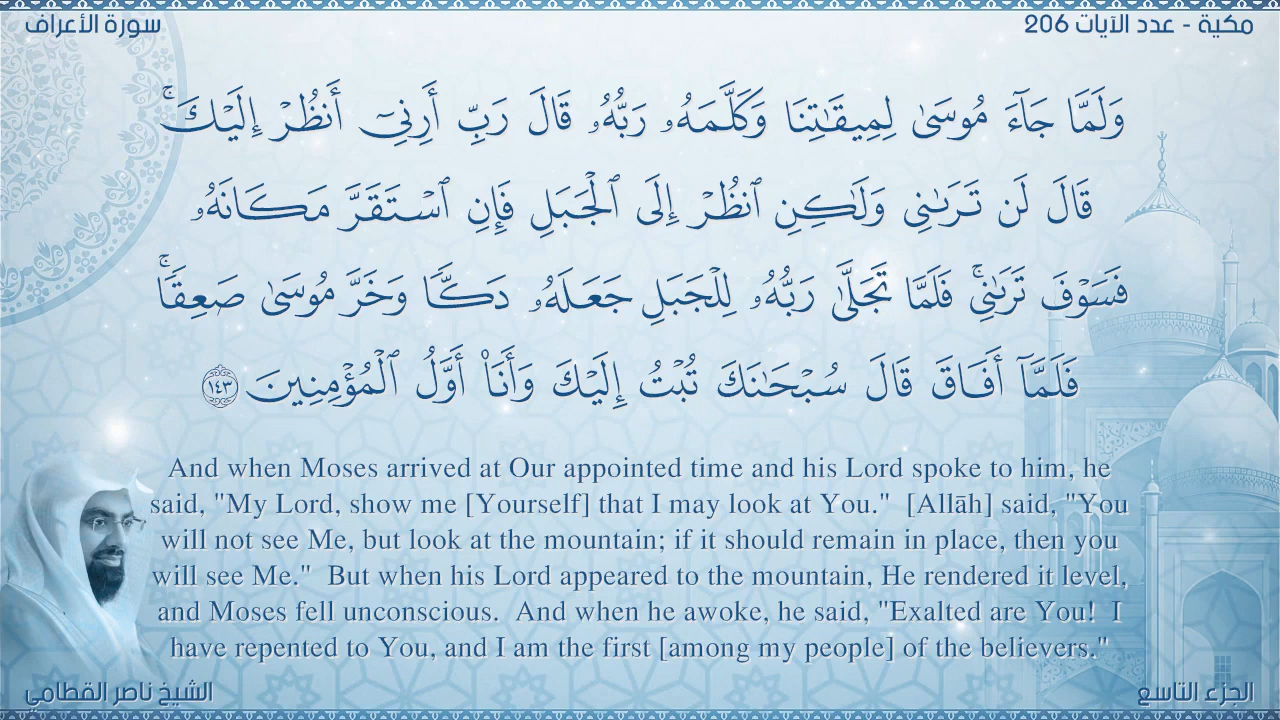 مكية - عدد الآيات 206
سورة الأعراف
وَلَمَّا جَآءَ مُوسَىٰ لِمِيقَٰتِنَا وَكَلَّمَهُۥ رَبُّهُۥ قَالَ رَبِّ أَرِنِىٓ أَنظُرْ إِلَيْكَ ۚ
قَالَ لَن تَرَىٰنِى وَلَٰكِنِ ٱنظُرْ إِلَى ٱلْجَبَلِ فَإِنِ ٱسْتَقَرَّ مَكَانَهُۥ
فَسَوْفَ تَرَىٰنِى ۚ فَلَمَّا تَجَلَّىٰ رَبُّهُۥ لِلْجَبَلِ جَعَلَهُۥ دَكًّا وَخَرَّ مُوسَىٰ صَعِقًا ۚ
فَلَمَّآ أَفَاقَ قَالَ سُبْحَٰنَكَ تُبْتُ إِلَيْكَ وَأَنَا۠ أَوَّلُ ٱلْمُؤْمِنِينَ ١٤٣
And when Moses arrived at Our appointed time and his Lord spoke to him, he
said, "My Lord, show me [Yourself] that I may look at You."  [Allāh] said, "You
will not see Me, but look at the mountain; if it should remain in place, then you
will see Me."  But when his Lord appeared to the mountain, He rendered it level,
and Moses fell unconscious.  And when he awoke, he said, "Exalted are You!  I
have repented to You, and I am the first [among my people] of the believers."
الجزء التاسع
الشيخ ناصر القطامي